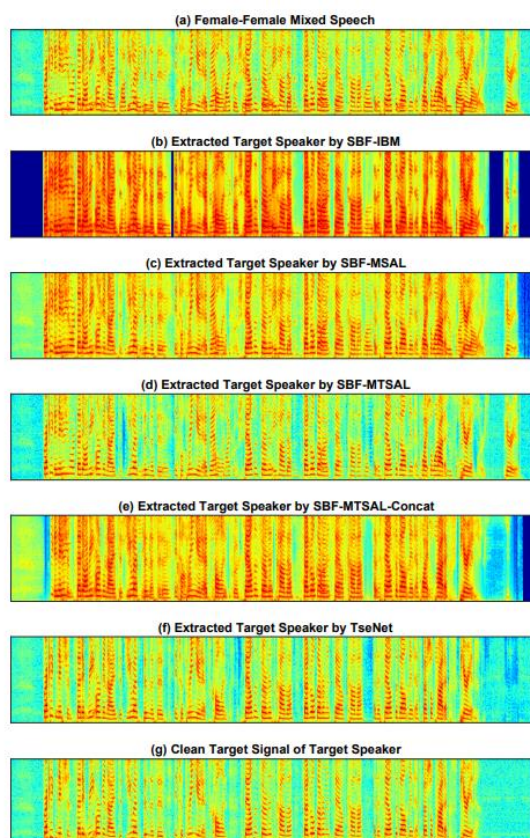 (a) Female-Female Mixed Speech
(b) Extracted Target Speaker by SBF-IBM
(c) Extracted Target Speaker by SBF-MSAL
(d) Extracted Target Speaker by SBF-MTSAL
(e) Extracted Target Speaker by SBF-MTSAL-Concat
(f) Extracted Target Speaker by TseNet
(g) Clean Target Signal of Target Speaker